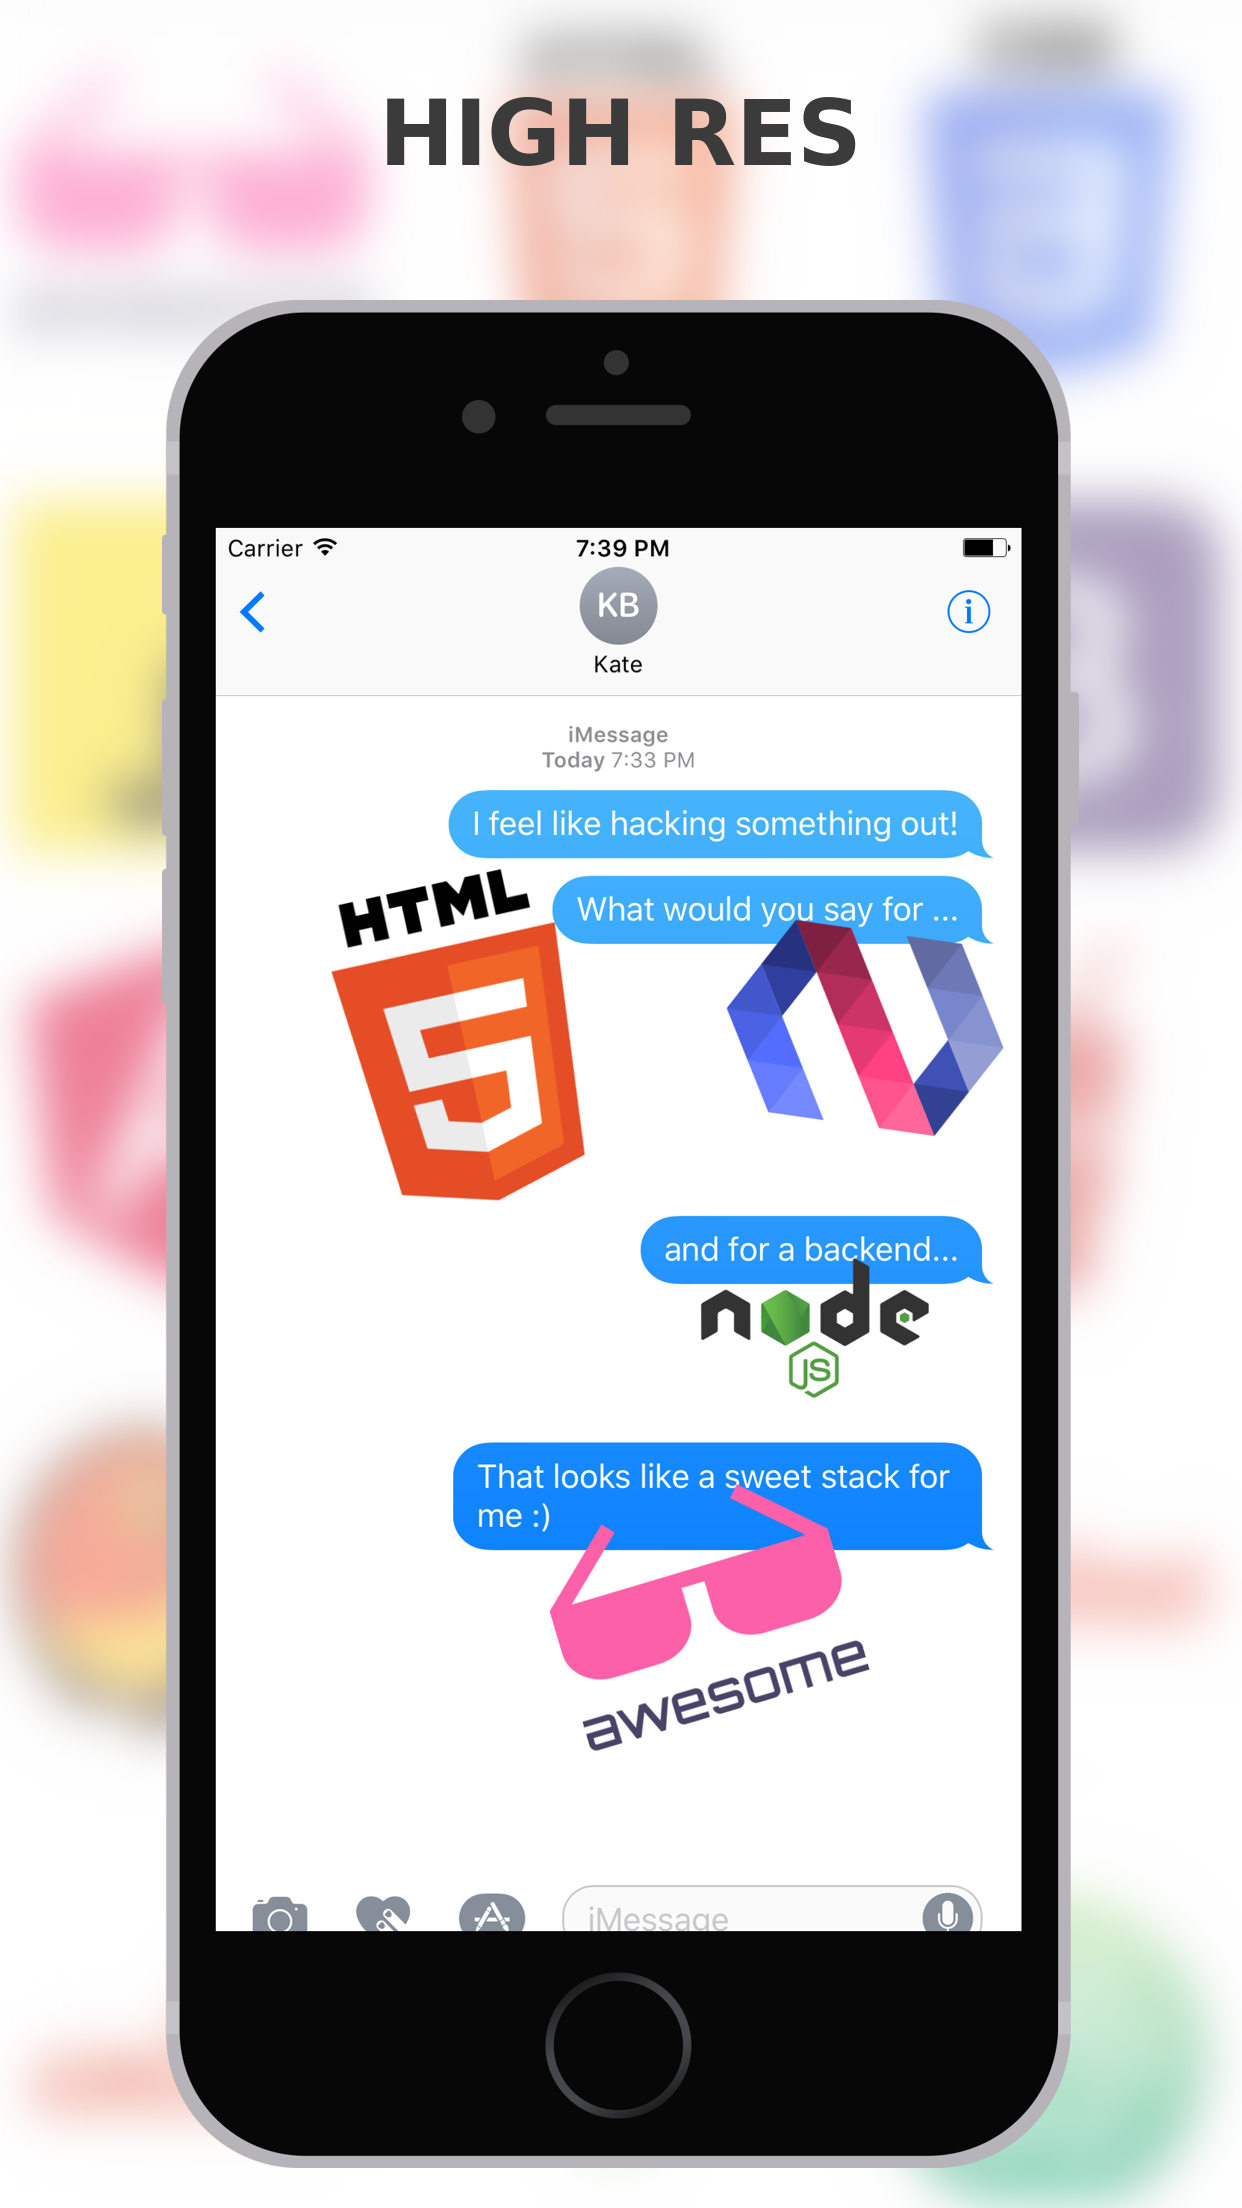 HIGH RES
Carrier
7:39 PM
KB
Kate
iMessage
Today 7:33 PM
I feel like hacking something out!
What would you say for ...
HTML
5
and for a backend...
node
JS
That looks like a sweet stack for
me :)
awesome
iMessage